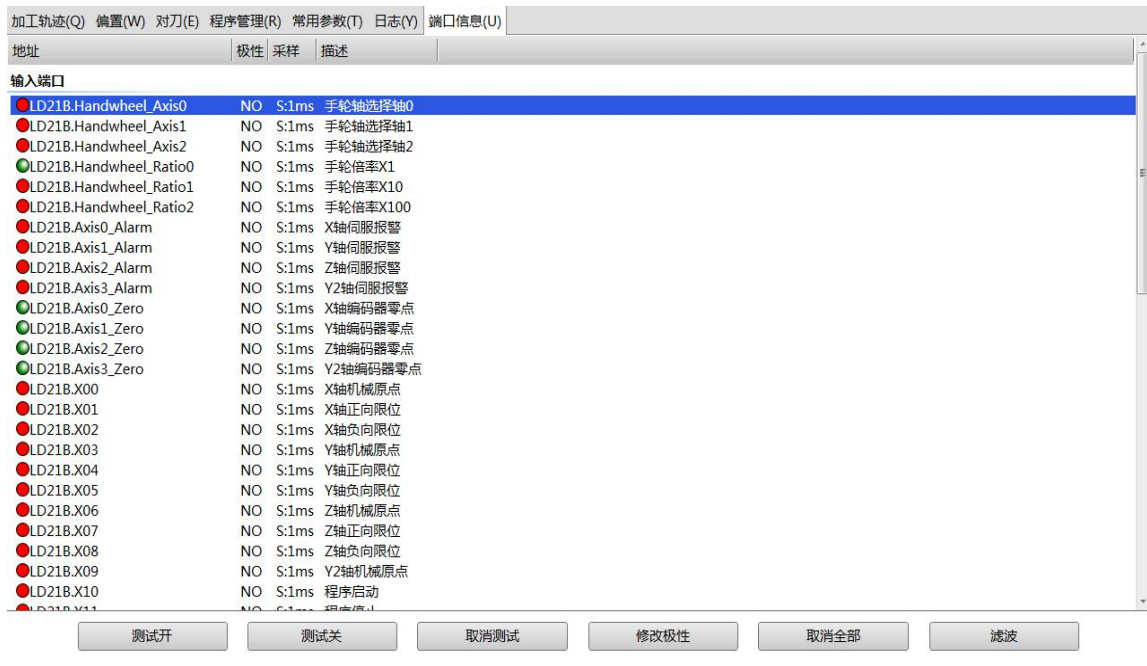 加工轨迹(Q) 偏置(W) 对刀(E) 程序管理(R) 常用参数(T) 日志(Y) 端口信息(U)
地址 极性 采样 描述
输入端口
LD21B.Handwheel_Axis0 NO S:1ms 手轮轴选择轴0
LD21B.Handwheel_Axis1 NO S:1ms 手轮轴选择轴1
LD21B.Handwheel_Axis2 NO S:1ms 手轮轴选择轴2
LD21B.Handwheel_Ratio0 NO S:1ms 手轮倍率X1
LD21B.Handwheel_Ratio1 NO S:1ms 手轮倍率X10
LD21B.Handwheel_Ratio2 NO S:1ms 手轮倍率X100
LD21B.Axis0_Alarm NO S:1ms X轴伺服报警
LD21B.Axis1_Alarm NO S:1ms Y轴伺服报警
LD21B.Axis2_Alarm NO S:1ms Z轴伺服报警
LD21B.Axis3_Alarm NO S:1ms Y2轴伺服报警
LD21B.Axis0_Zero NO S:1ms X轴编码器零点
LD21B.Axis1_Zero NO S:1ms Y轴编码器零点
LD21B.Axis2_Zero NO S:1ms Z轴编码器零点
LD21B.Axis3_Zero NO S:1ms Y2轴编码器零点
LD21B.X00 NO S:1ms X轴机械原点
LD21B.X01 NO S:1ms X轴正向限位
LD21B.X02 NO S:1ms X轴负向限位
LD21B.X03 NO S:1ms Y轴机械原点
LD21B.X04 NO S:1ms Y轴正向限位
LD21B.X05 NO S:1ms Y轴负向限位
LD21B.X06 NO S:1ms Z轴机械原点
LD21B.X07 NO S:1ms Z轴正向限位
LD21B.X08 NO S:1ms Z轴负向限位
LD21B.X09 NO S:1ms Y2轴机械原点
LD21B.X10 NO S:1ms 程序启动
LD21B.X11 NO S:1ms 程序停止
测试开 测试关 取消测试 修改极性 取消全部 滤波